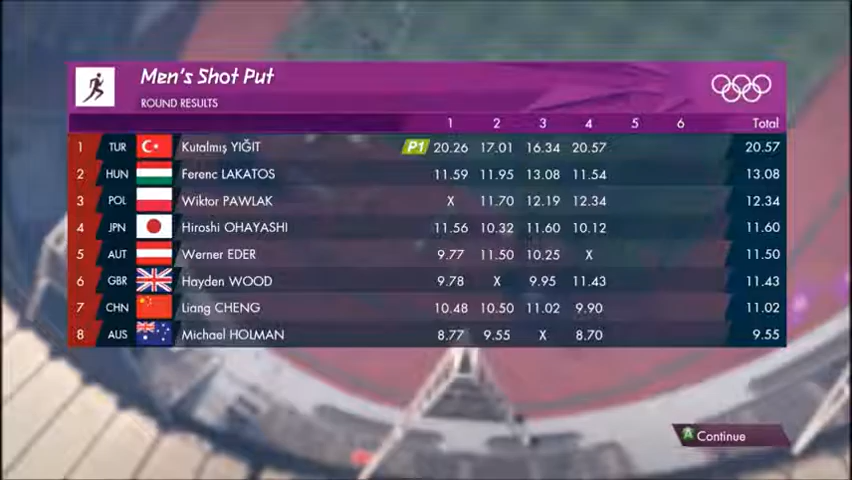 Men's Shot Put
ROUND RESULTS
1 2 3 4 5 6 Total
1 TUR Kutalmış YİĞİT P1 20.26 17.01 16.34 20.57 20.57
2 HUN Ferenc LAKATOS 11.59 11.95 13.08 11.54 13.08
3 POL Wiktor PAWLAK X 11.70 12.19 12.34 12.34
4 JPN Hiroshi OHAYASHI 11.56 10.32 11.60 10.12 11.60
5 AUT Werner EDER 9.77 11.50 10.25 X 11.50
6 GBR Hayden WOOD 9.78 X 9.95 11.43 11.43
7 CHN Liang CHENG 10.48 10.50 11.02 9.90 11.02
8 AUS Michael HOLMAN 8.77 9.55 X 8.70 9.55
A Continue